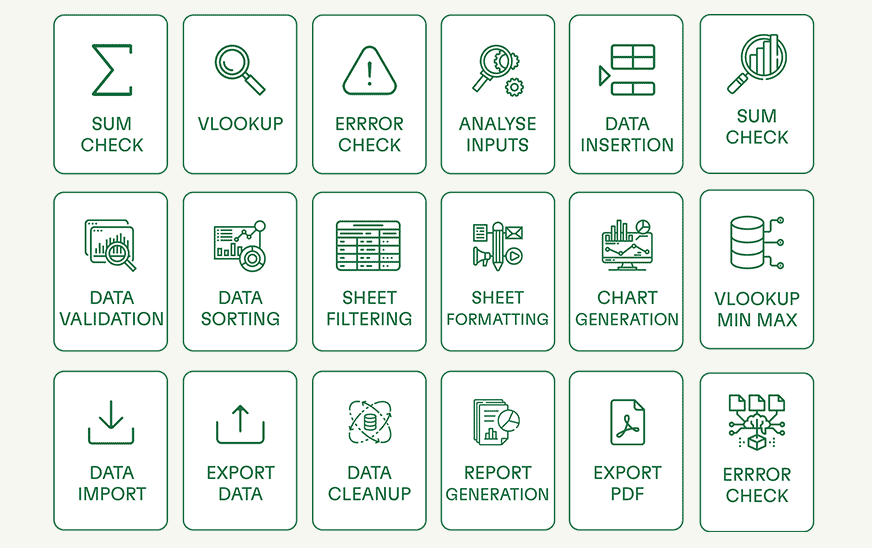 SUM
CHECK
VLOOKUP
ERRROR
CHECK
ANALYSE
INPUTS
DATA
INSERTION
SUM
CHECK
DATA
VALIDATION
DATA
SORTING
SHEET
FILTERING
SHEET
FORMATTING
CHART
GENERATION
VLOOKUP
MIN MAX
DATA
IMPORT
EXPORT
DATA
DATA
CLEANUP
REPORT
GENERATION
EXPORT
PDF
ERRROR
CHECK